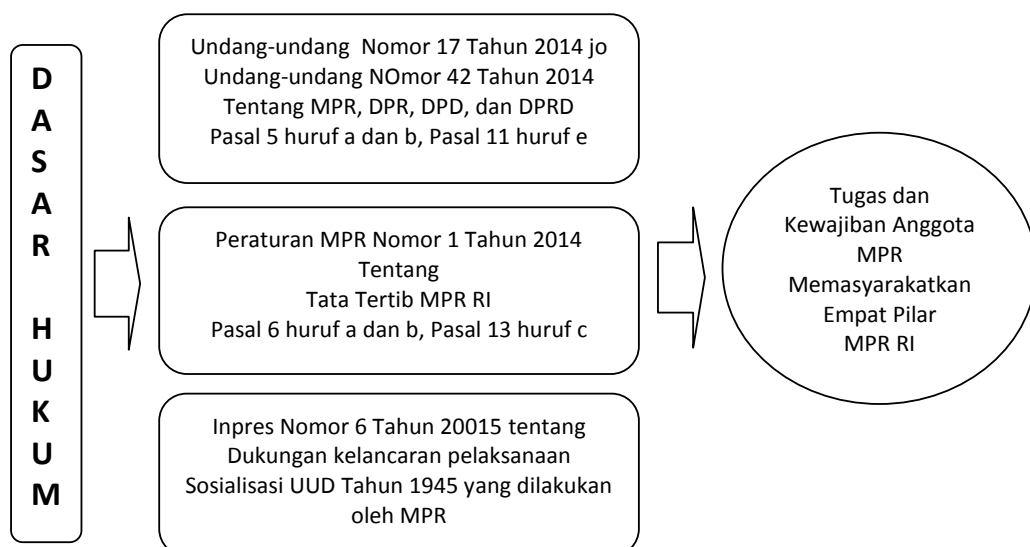 DASAR HUKUM
Undang-undang  Nomor 17 Tahun 2014 jo
Undang-undang NOmor 42 Tahun 2014
Tentang MPR, DPR, DPD, dan DPRD
Pasal 5 huruf a dan b, Pasal 11 huruf e
Peraturan MPR Nomor 1 Tahun 2014
Tentang
Tata Tertib MPR RI
Pasal 6 huruf a dan b, Pasal 13 huruf c
Inpres Nomor 6 Tahun 20015 tentang
Dukungan kelancaran pelaksanaan
Sosialisasi UUD Tahun 1945 yang dilakukan
oleh MPR
Tugas dan
Kewajiban Anggota
MPR
Memasyarakatkan
Empat Pilar
MPR RI